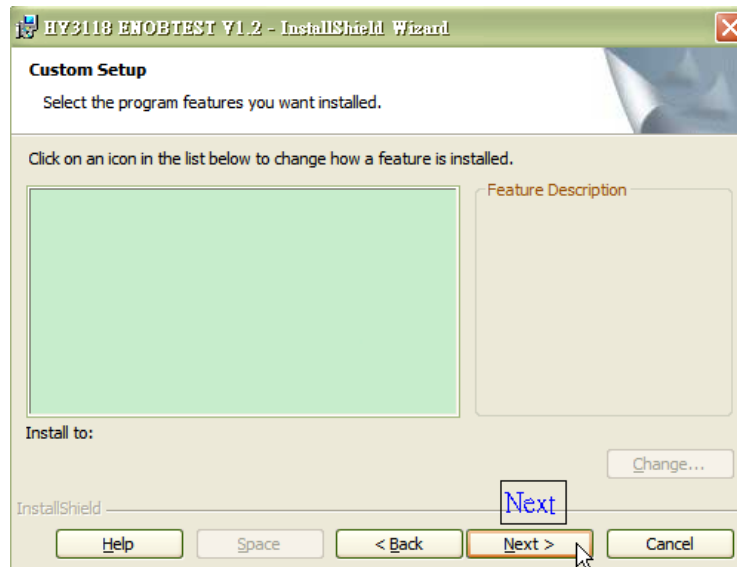 HY3118 ENOBTEST V1.2 - InstallShield Wizard
Custom Setup
Select the program features you want installed.
Click on an icon in the list below to change how a feature is installed.
Feature Description
Install to:
Change...
Next
InstallShield
Help Space < Back Next > Cancel